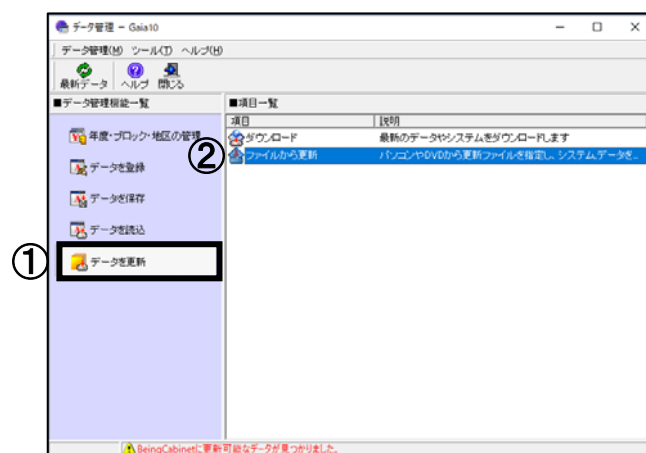 データ管理 - Gaia10
データ管理(M) ツール(T) ヘルプ(H)
最新データ ヘルプ 閉じる
■データ管理機能一覧
年度・ブロック・地区の管理
データを登録
データを保存
データを読込
① データを更新
■項目一覧
項目 説明
ダウンロード 最新のデータやシステムをダウンロードします
② ファイルから更新 パソコンやDVDから更新ファイルを指定し、システムデータを...
BeingCabinetに更新可能なデータが見つかりました。